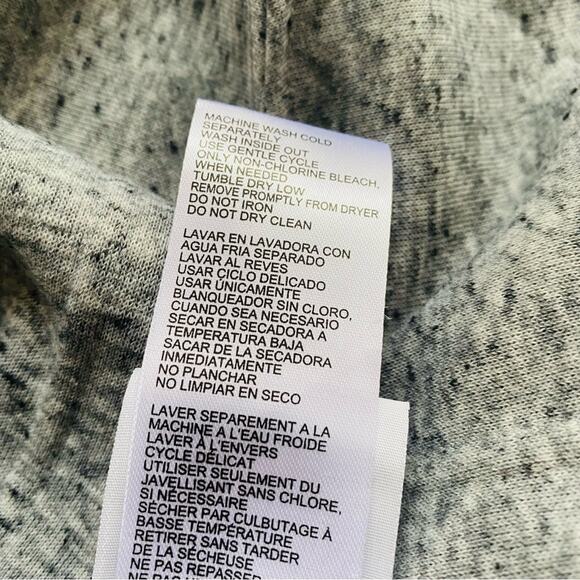 MACHINE WASH COLD
SEPARATELY
WASH INSIDE OUT
USE GENTLE CYCLE
ONLY NON-CHLORINE BLEACH,
WHEN NEEDED
TUMBLE DRY LOW
REMOVE PROMPTLY FROM DRYER
DO NOT IRON
DO NOT DRY CLEAN
LAVAR EN LAVADORA CON
AGUA FRIA SEPARADO
LAVAR AL REVES
USAR CICLO DELICADO
USAR ÚNICAMENTE
BLANQUEADOR SIN CLORO,
CUANDO SEA NECESARIO
SECAR EN SECADORA A
TEMPERATURA BAJA
SACAR DE LA SECADORA
INMEDIATAMENTE
NO PLANCHAR
NO LIMPIAR EN SECO
LAVER SEPAREMENT A LA
MACHINE A L'EAU FROIDE
LAVER À L'ENVERS
CYCLE DÉLICAT
UTILISER SEULEMENT DU
JAVELLISANT SANS CHLORE,
SI NÉCESSAIRE
SÉCHER PAR CULBUTAGE À
BASSE TEMPÉRATURE
RETIRER SANS TARDER
DE LA SÉCHEUSE
NE PAS REPASSER
NE PAS